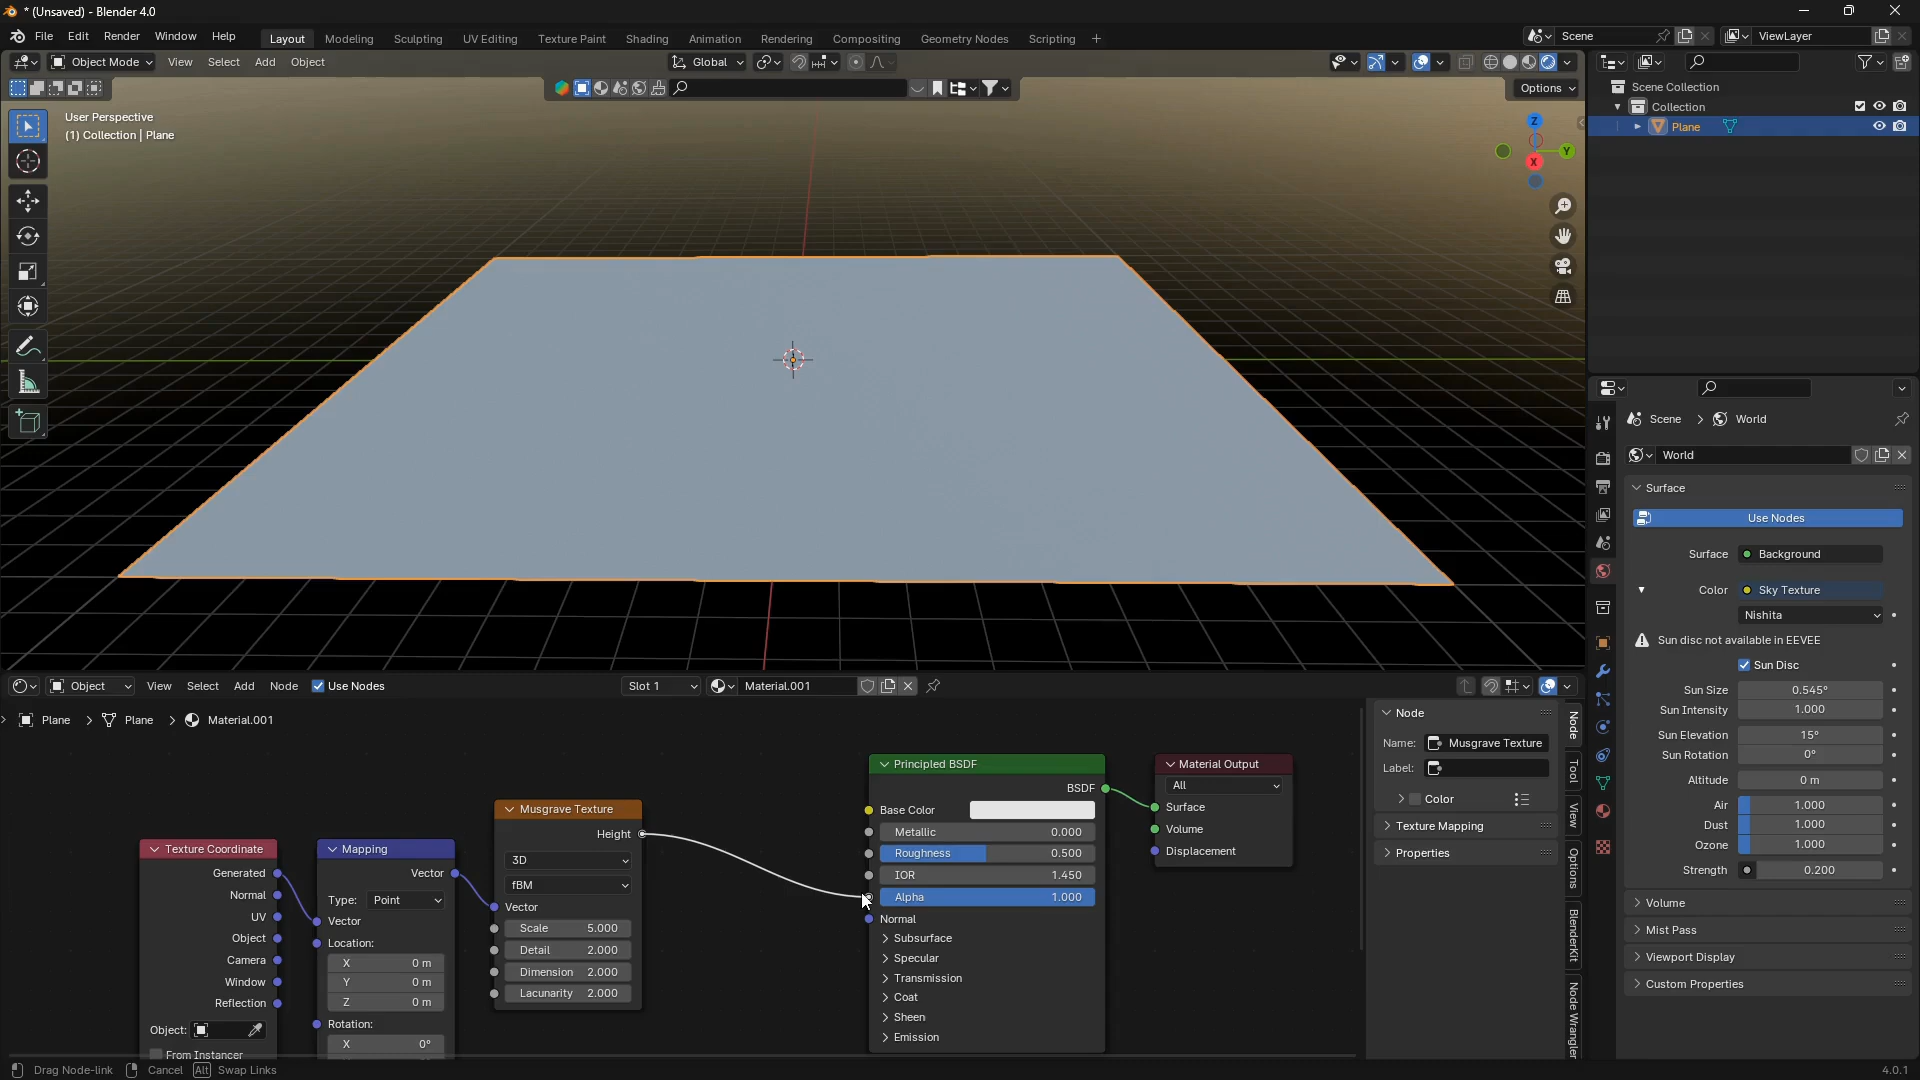 * (Unsaved) - Blender 4.0
File Edit Render Window Help Layout Modeling Sculpting UV Editing Texture Paint Shading Animation Rendering Compositing Geometry Nodes Scripting + Scene ViewLayer
Object Mode View Select Add Object Global
Options
User Perspective
(1) Collection | Plane
Z
Y
X
Scene Collection
Collection
Plane
Scene > World
World
Surface
Use Nodes
Surface Background
Color Sky Texture
Nishita
Sun disc not available in EEVEE
Sun Disc
Sun Size 0.545°
Sun Intensity 1.000
Sun Elevation 15°
Sun Rotation 0°
Altitude 0 m
Air 1.000
Dust 1.000
Ozone 1.000
Strength 0.200
Volume
Mist Pass
Viewport Display
Custom Properties
Object View Select Add Node Use Nodes Slot 1 Material.001
Plane > Plane > Material.001
Texture Coordinate
Generated
Normal
UV
Object
Camera
Window
Reflection
Object:
From Instancer
Mapping
Vector
Type: Point
Vector
Location:
X 0 m
Y 0 m
Z 0 m
Rotation:
X 0°
Musgrave Texture
Height
3D
fBM
Vector
Scale 5.000
Detail 2.000
Dimension 2.000
Lacunarity 2.000
Principled BSDF
BSDF
Base Color
Metallic 0.000
Roughness 0.500
IOR 1.450
Alpha 1.000
Normal
Subsurface
Specular
Transmission
Coat
Sheen
Emission
Material Output
All
Surface
Volume
Displacement
Node
Name: Musgrave Texture
Label:
Color
Texture Mapping
Properties
Node
Tool
View
Options
BlenderKit
Node Wrangler
Drag Node-link Cancel Alt Swap Links
4.0.1